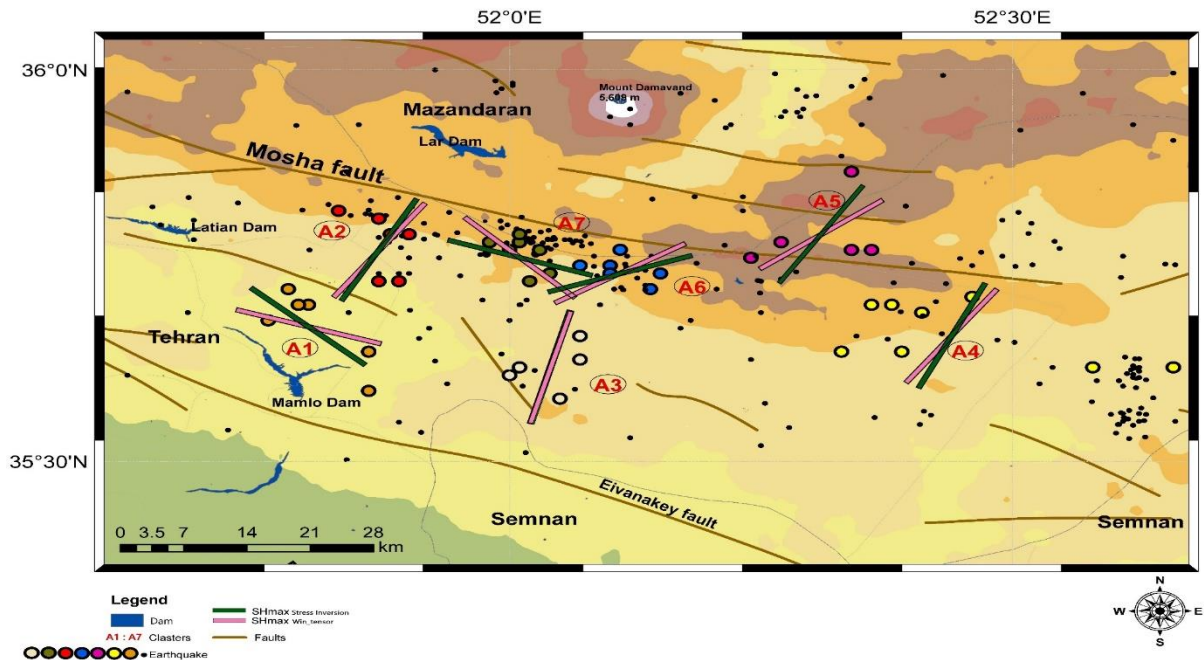 52°0'E
52°30'E
36°0'N
Mount Damavand
5,698 m
Mazandaran
Lar Dam
Mosha fault
A5
A7
A2
Latian Dam
A6
Tehran
A1
A4
A3
Mamlo Dam
35°30'N
Eivanakey fault
Semnan
Semnan
0 3.5 7 14 21 28
km
Legend
Dam
A1 : A7 Clasters
Earthquake
SHmax Stress Inversion
SHmax Win_tensor
Faults
N
W E
S